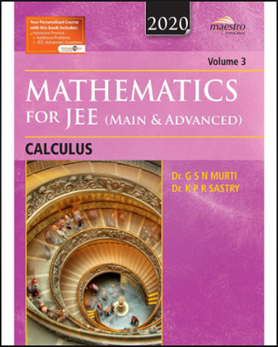 Your Personalized Course
with this book includes:
2020
maestro
Volume 3
MATHEMATICS
FOR JEE (MAIN & ADVANCED)
CALCULUS
Dr. G S N MURTI
Dr. K P R SASTRY